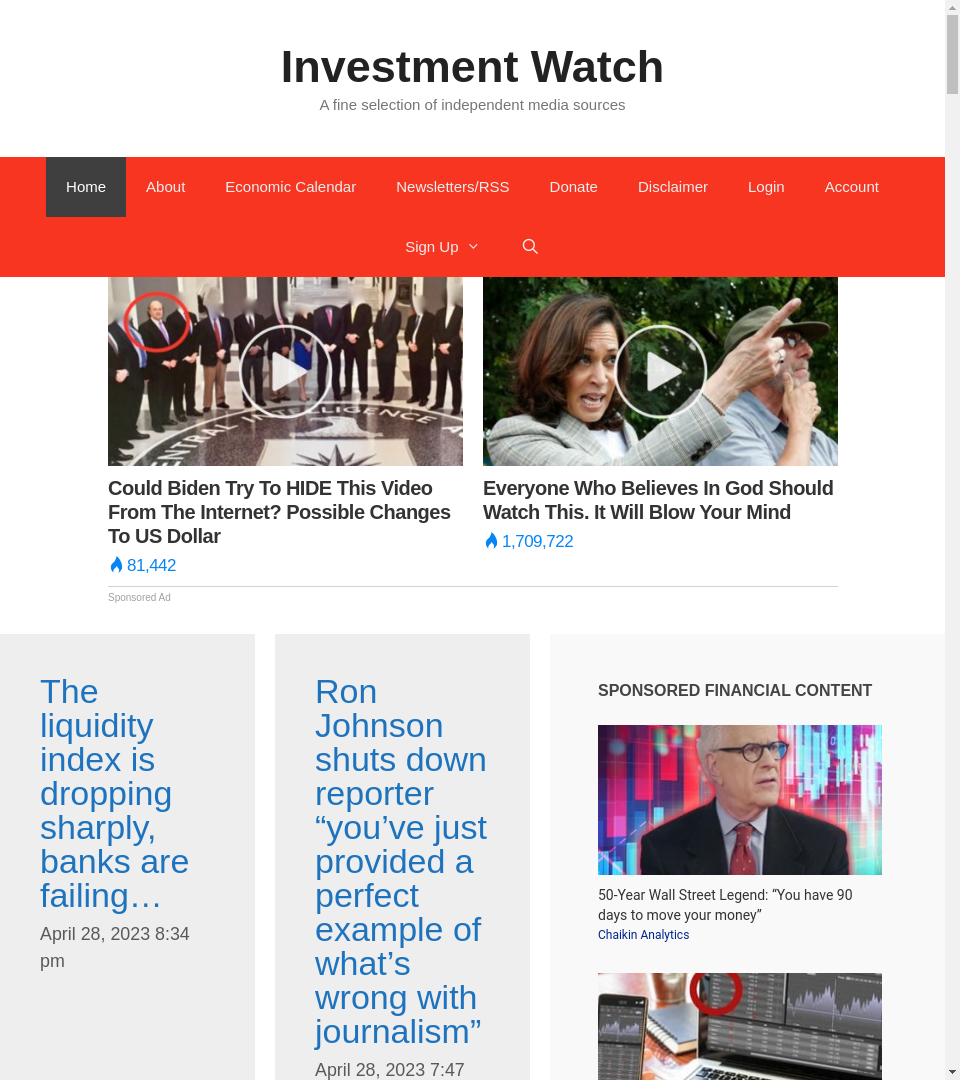 Investment Watch
A fine selection of independent media sources
Home About Economic Calendar Newsletters/RSS Donate Disclaimer Login Account
Sign Up
CENTRAL INTELLIGENCE
Could Biden Try To HIDE This Video
From The Internet? Possible Changes
To US Dollar
81,442
Everyone Who Believes In God Should
Watch This. It Will Blow Your Mind
1,709,722
Sponsored Ad
The
liquidity
index is
dropping
sharply,
banks are
failing…
April 28, 2023 8:34
pm
Ron
Johnson
shuts down
reporter
“you’ve just
provided a
perfect
example of
what’s
wrong with
journalism”
April 28, 2023 7:47
SPONSORED FINANCIAL CONTENT
50-Year Wall Street Legend: “You have 90
days to move your money”
Chaikin Analytics